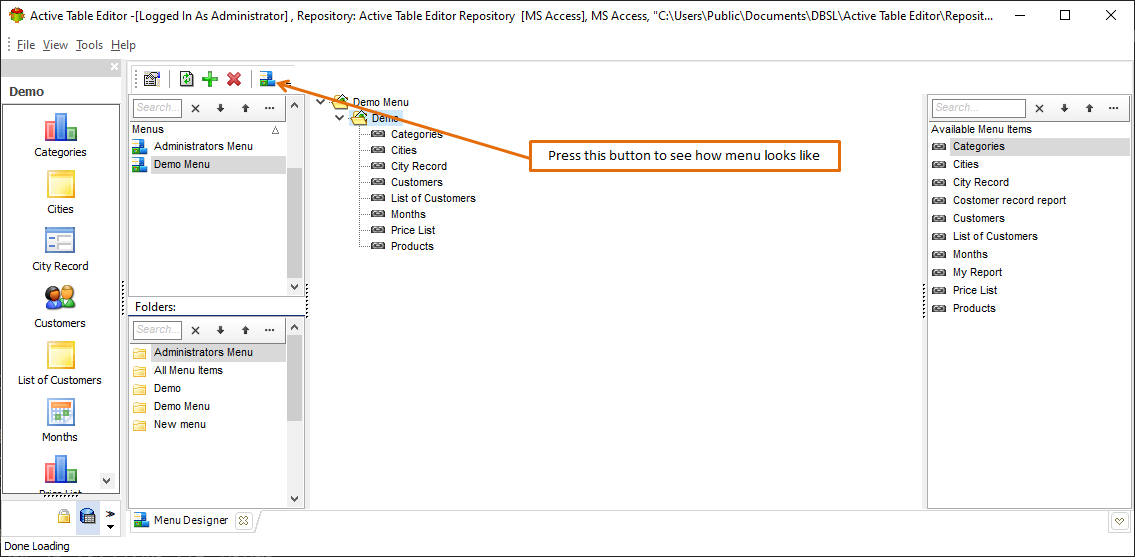 Active Table Editor -[Logged In As Administrator] , Repository: Active Table Editor Repository [MS Access], MS Access, "C:\Users\Public\Documents\DBSL\Active Table Editor\Reposit...
File View Tools Help
Demo
Categories
Cities
City Record
Customers
List of Customers
Months
Price List
Search...
Menus
Administrators Menu
Demo Menu
Folders:
Search...
Administrators Menu
All Menu Items
Demo
Demo Menu
New menu
Demo Menu
Demo
Categories
Cities
City Record
Customers
List of Customers
Months
Price List
Products
Press this button to see how menu looks like
Search...
Available Menu Items
Categories
Cities
City Record
Costomer record report
Customers
List of Customers
Months
My Report
Price List
Products
Menu Designer
Done Loading